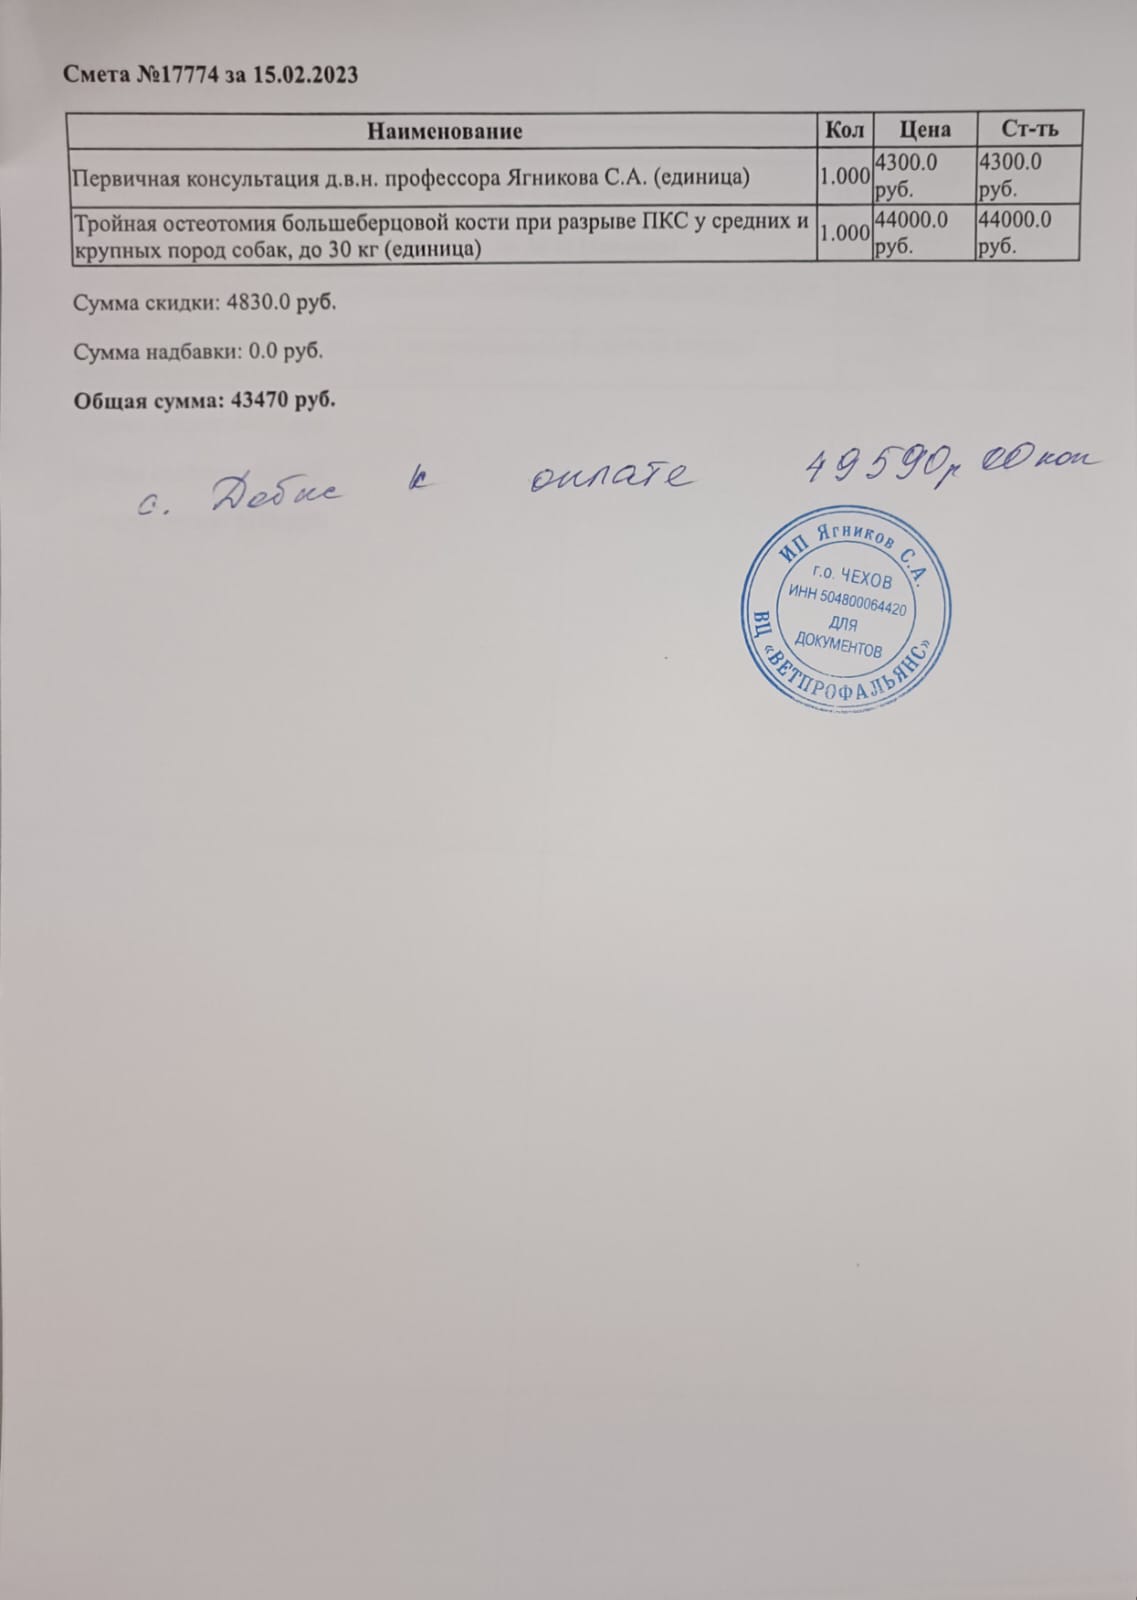 Смета №17774 за 15.02.2023
Наименование Кол Цена Ст-ть
Первичная консультация д.в.н. профессора Ягникова С.А. (единица) 1.000 4300.0 руб. 4300.0 руб.
Тройная остеотомия большеберцовой кости при разрыве ПКС у средних и
крупных пород собак, до 30 кг (единица) 1.000 44000.0 руб. 44000.0 руб.
Сумма скидки: 4830.0 руб.
Сумма надбавки: 0.0 руб.
Общая сумма: 43470 руб.
с. к оплате 49590р 00 коп
ИП Ягников С.А.
г.о. ЧЕХОВ
ИНН 504800064420
ДЛЯ
ДОКУМЕНТОВ
ВЦ «ВЕТПРОФАЛЬЯНС»